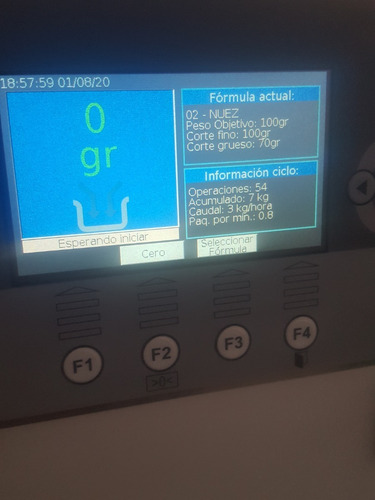 18:57:59 01/08/20
0
gr
Esperando iniciar
Fórmula actual:
02 - NUEZ
Peso Objetivo: 100gr
Corte fino: 100gr
Corte grueso: 70gr
Información ciclo:
Operaciones: 54
Acumulado: 7 kg
Caudal: 3 kg/hora
Paq. por min.: 0.8
Cero
Seleccionar
Fórmula
F1
F2
F3
F4
>0<